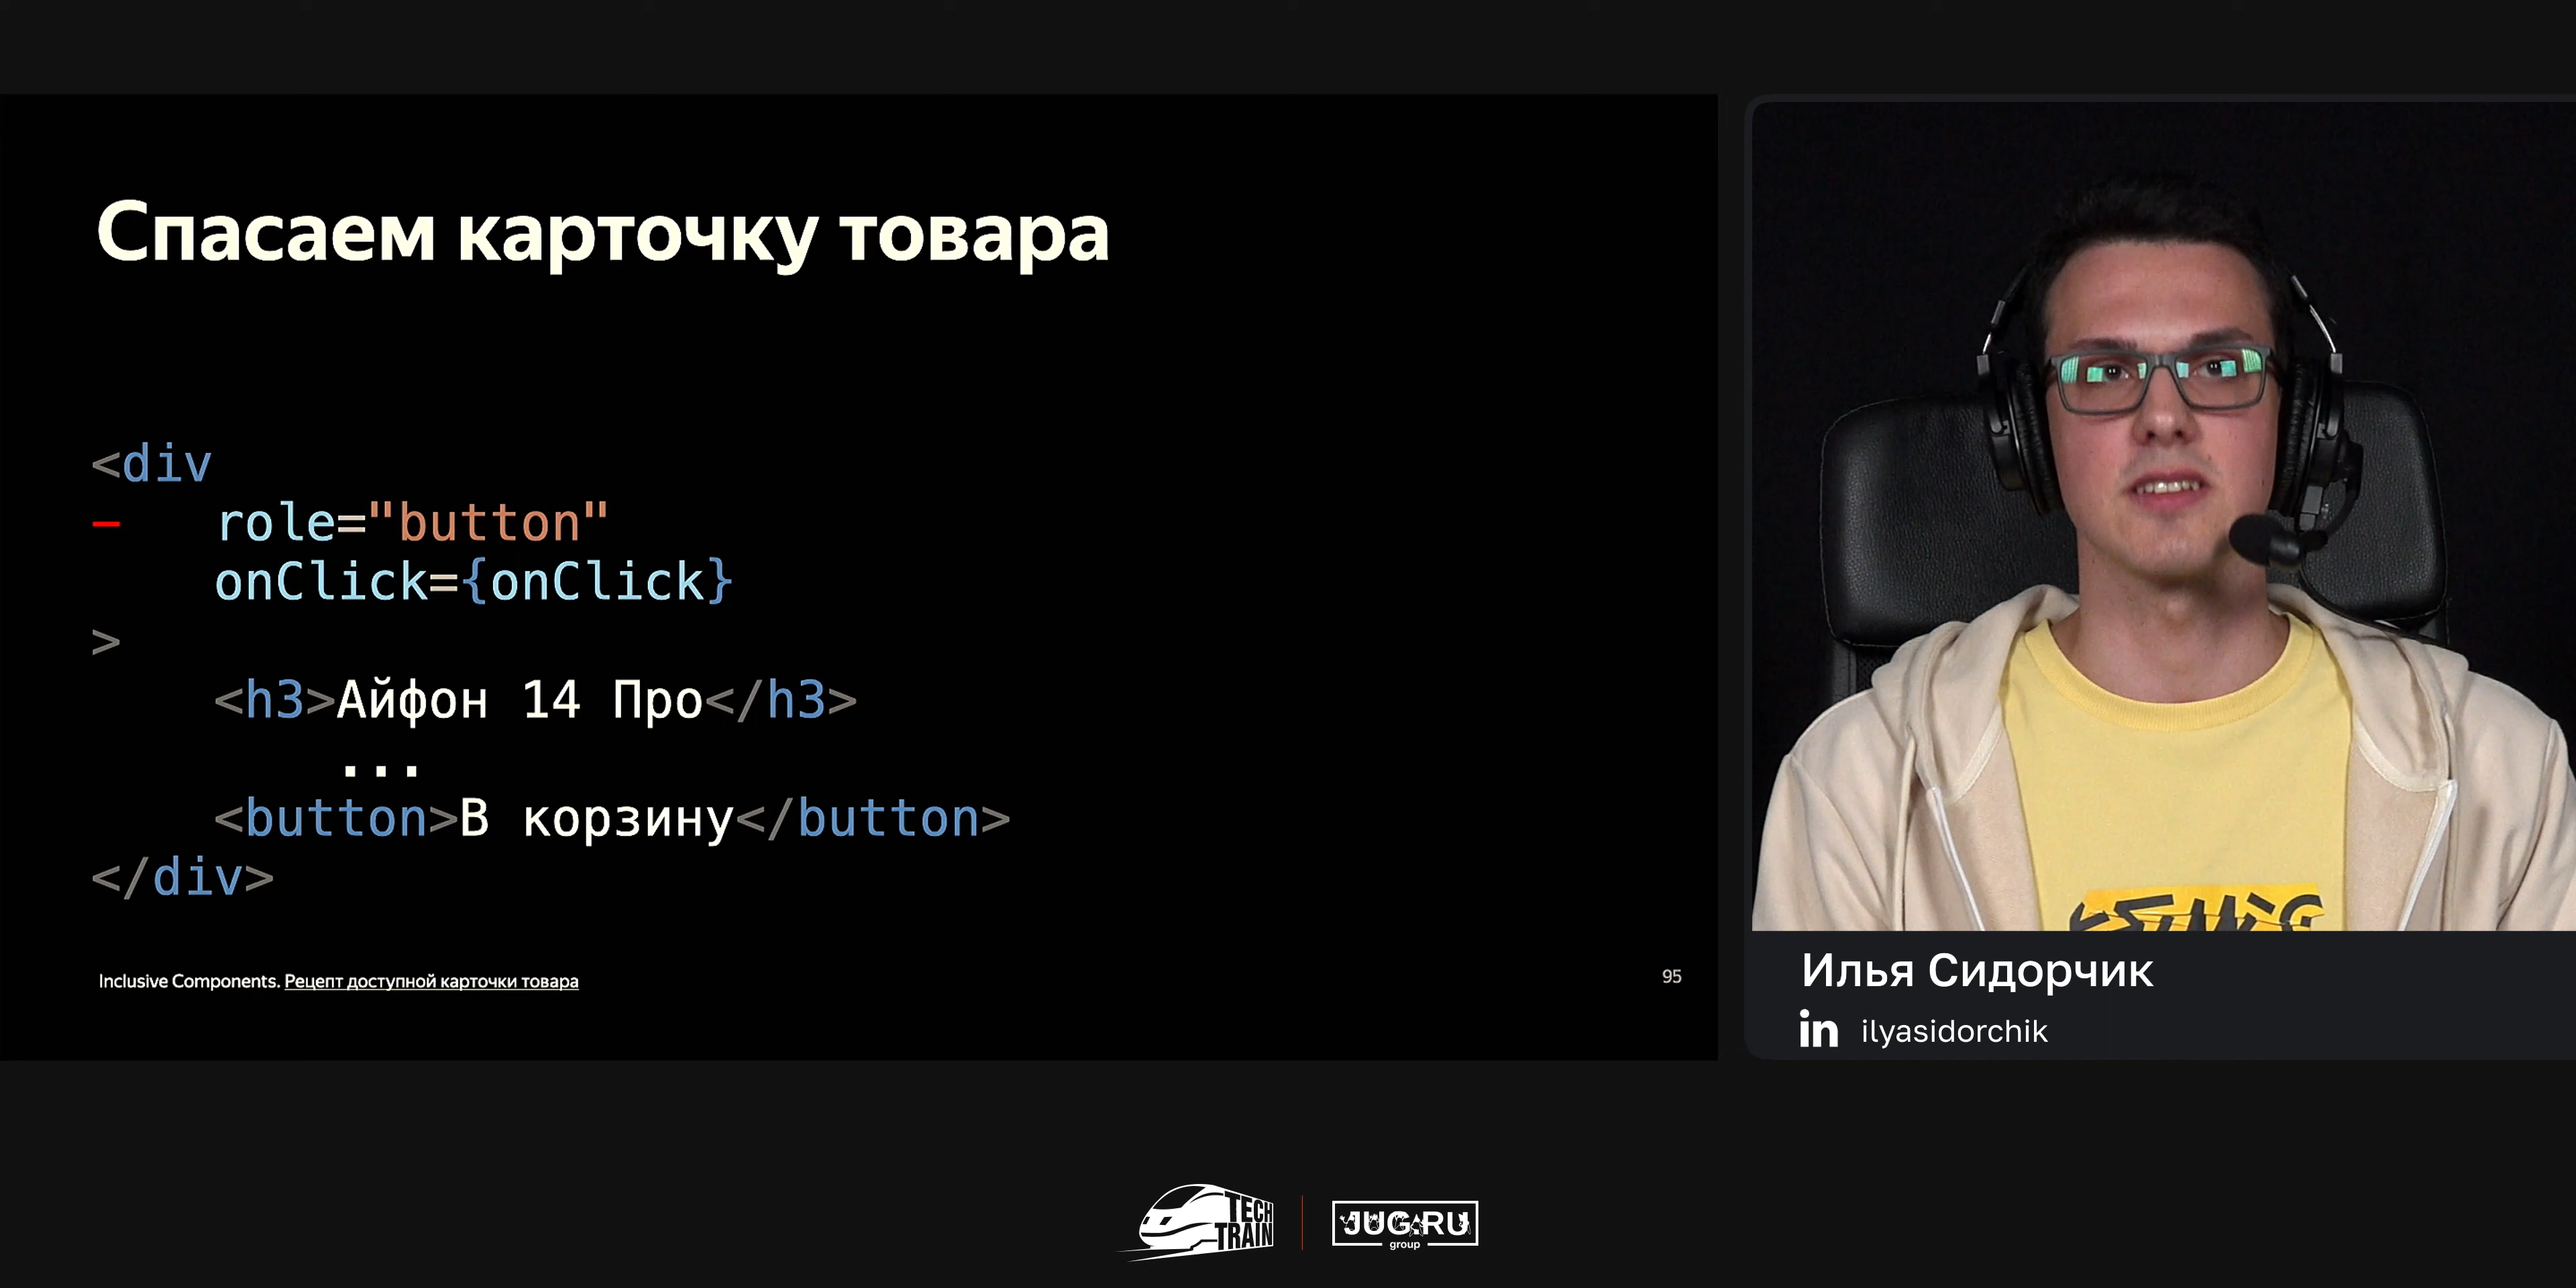 Спасаем карточку товара
<div
– role="button"
onClick={onClick}
>
<h3>Айфон 14 Про</h3>
...
<button>В корзину</button>
</div>
Inclusive Components. Рецепт доступной карточки товара
95
Илья Сидорчик
in ilyasidorchik
TECH
TRAIN
JUG.RU
group